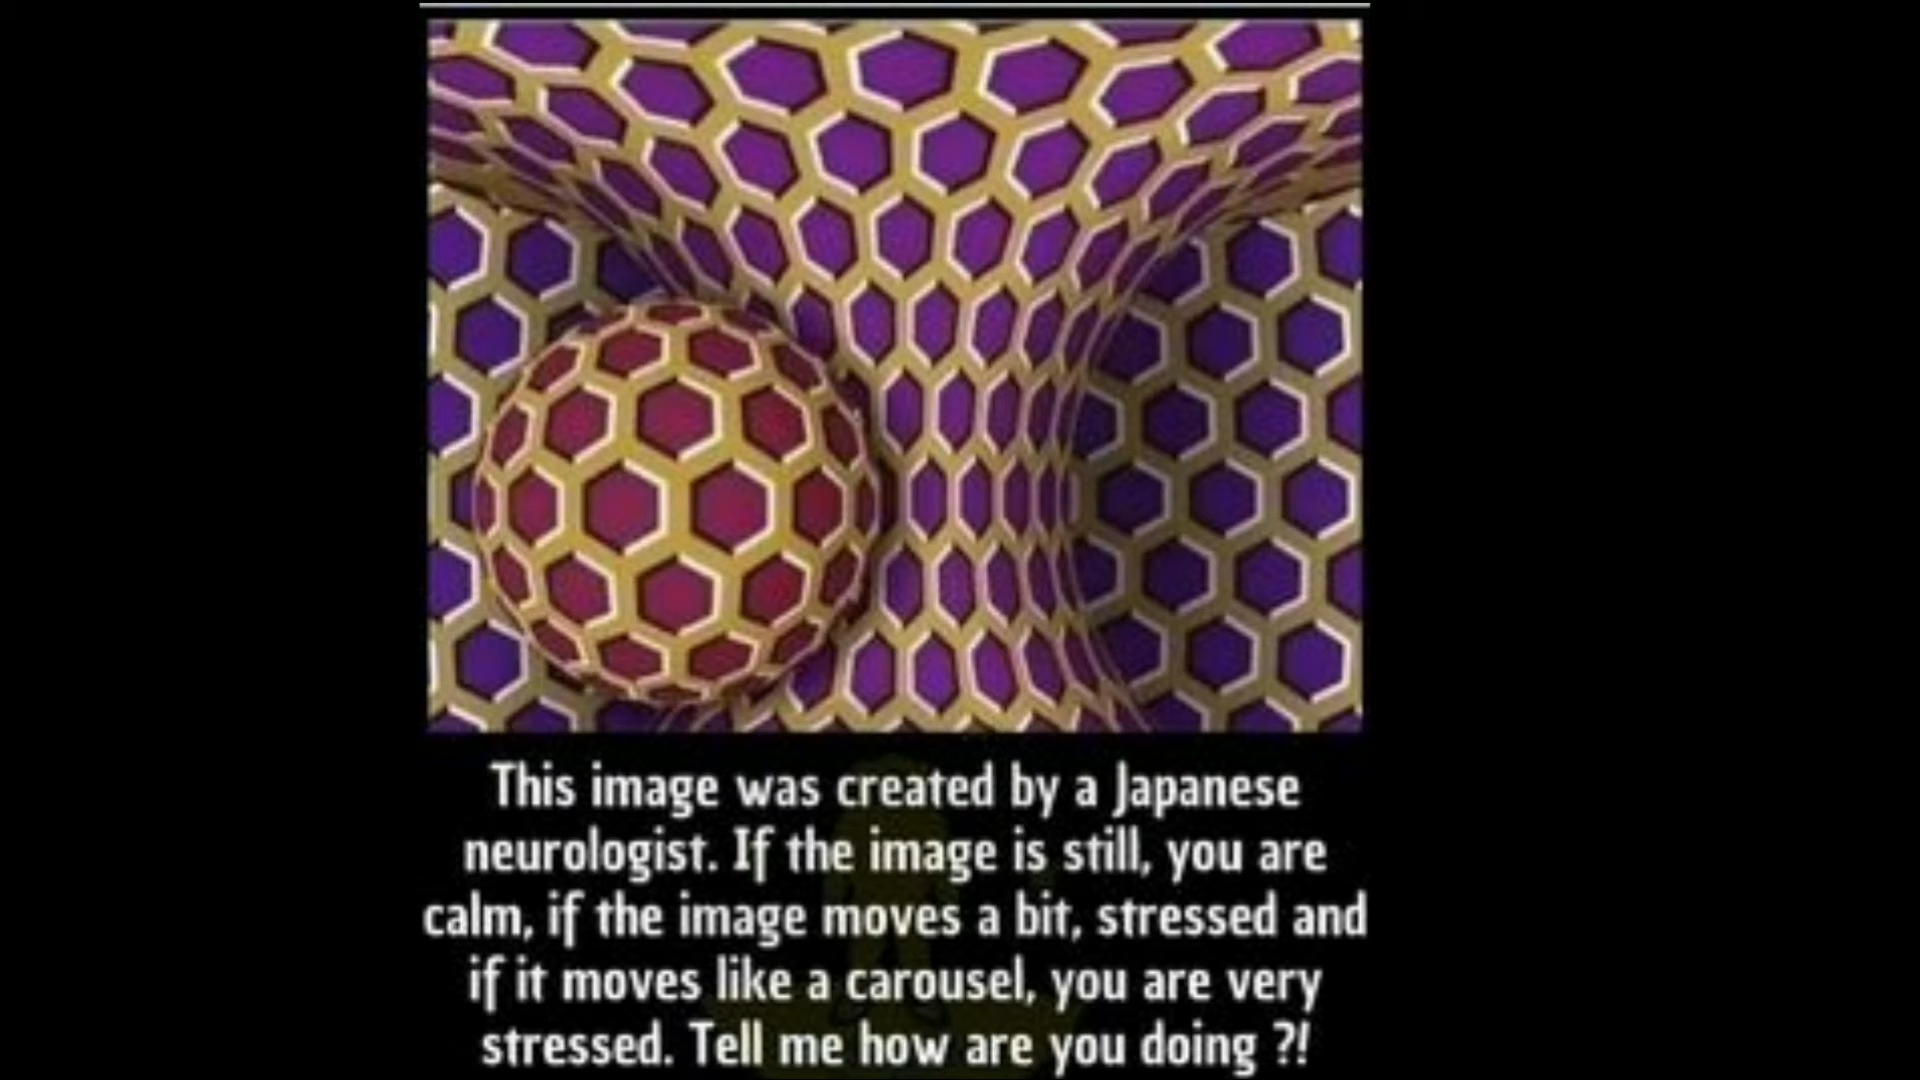 This image was created by a Japanese
neurologist. If the image is still, you are
calm, if the image moves a bit, stressed and
if it moves like a carousel, you are very
stressed. Tell me how are you doing ?!